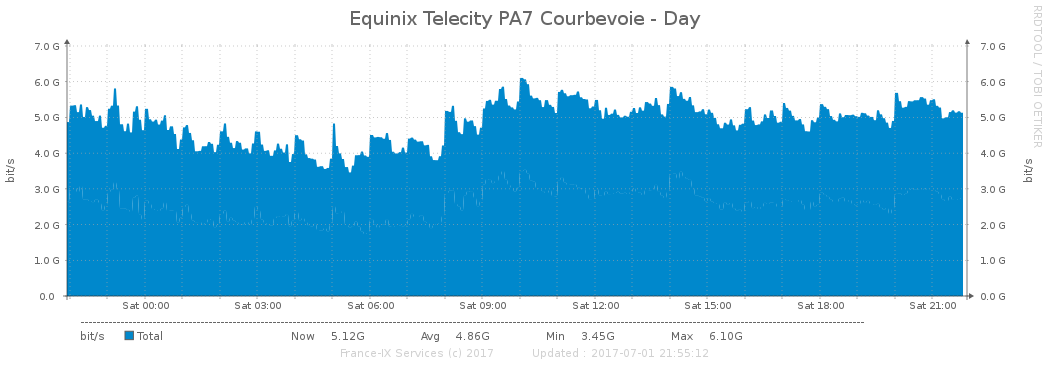 Equinix Telecity PA7 Courbevoie - Day
RRDTOOL / TOBI OETIKER
7.0 G 7.0 G
6.0 G 6.0 G
5.0 G 5.0 G
4.0 G 4.0 G
bit/s bit/s
3.0 G 3.0 G
2.0 G 2.0 G
1.0 G 1.0 G
0.0 0.0 G
Sat 00:00 Sat 03:00 Sat 06:00 Sat 09:00 Sat 12:00 Sat 15:00 Sat 18:00 Sat 21:00
bit/s Total Now 5.12G Avg 4.86G Min 3.45G Max 6.10G
France-IX Services (c) 2017 Updated : 2017-07-01 21:55:12